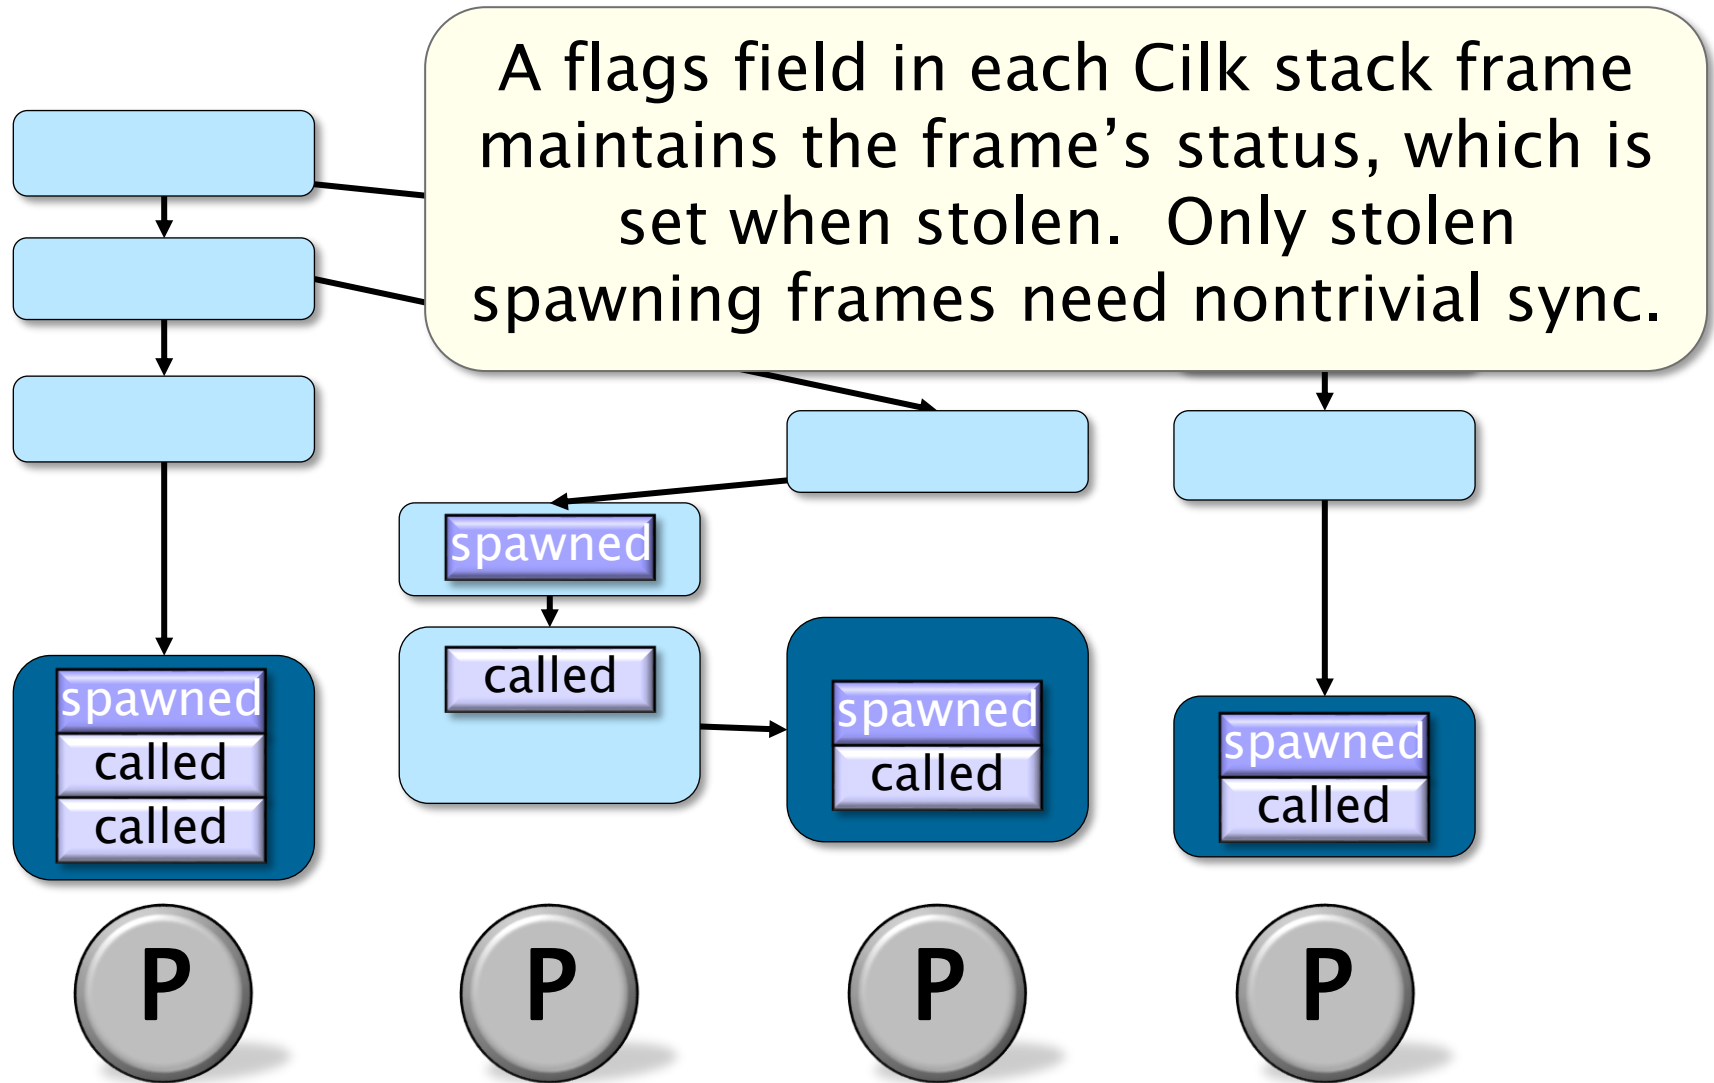 A flags field in each Cilk stack frame
maintains the frame’s status, which is
set when stolen.  Only stolen
spawning frames need nontrivial sync.
spawned
called
spawned
called
called
spawned
called
spawned
called
P
P
P
P